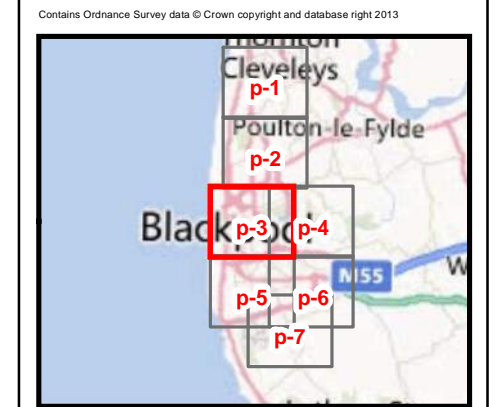 Contains Ordnance Survey data © Crown copyright and database right 2013
Thornton
Cleveleys
p-1
Poulton-le-Fylde
p-2
Blackpool
p-3
p-4
M55
W
p-5
p-6
p-7